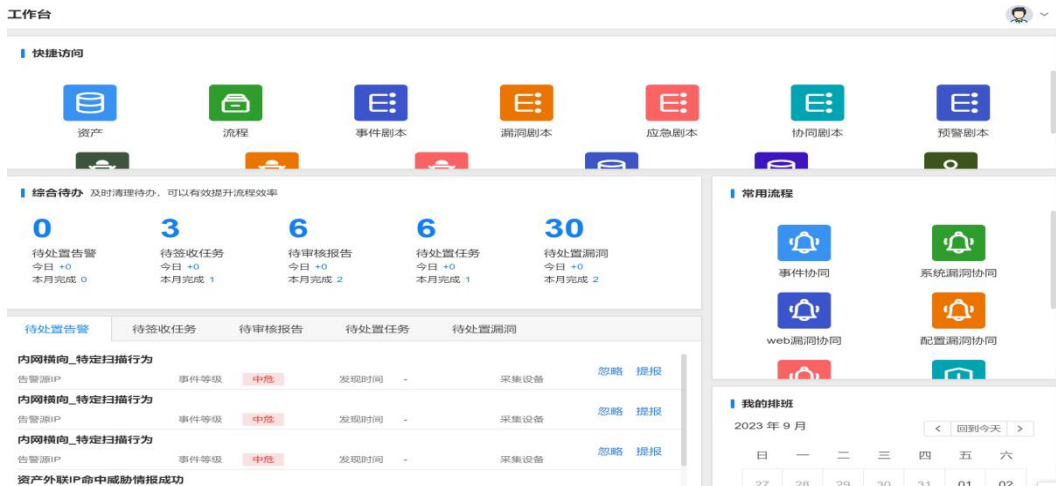 工作台
快捷访问
资产 流程 事件剧本 漏洞剧本 应急剧本 协同剧本 预警剧本
综合待办 及时清理待办，可以有效提升流程效率
0 3 6 6 30
待处置告警 待签收任务 待审核报告 待处置任务 待处置漏洞
今日 +0 今日 +0 今日 +0 今日 +0 今日 +0
本月完成 0 本月完成 1 本月完成 2 本月完成 1 本月完成 2
待处置告警 待签收任务 待审核报告 待处置任务 待处置漏洞
内网横向_特定扫描行为
告警源IP 事件等级 中危 发现时间 - 采集设备 忽略 提报
内网横向_特定扫描行为
告警源IP 事件等级 中危 发现时间 - 采集设备 忽略 提报
内网横向_特定扫描行为
告警源IP 事件等级 中危 发现时间 - 采集设备 忽略 提报
资产外联IP命中威胁情报成功
常用流程
事件协同 系统漏洞协同
web漏洞协同 配置漏洞协同
我的排班
2023 年 9 月 < 回到今天 >
日 一 二 三 四 五 六
27 28 29 30 31 01 02